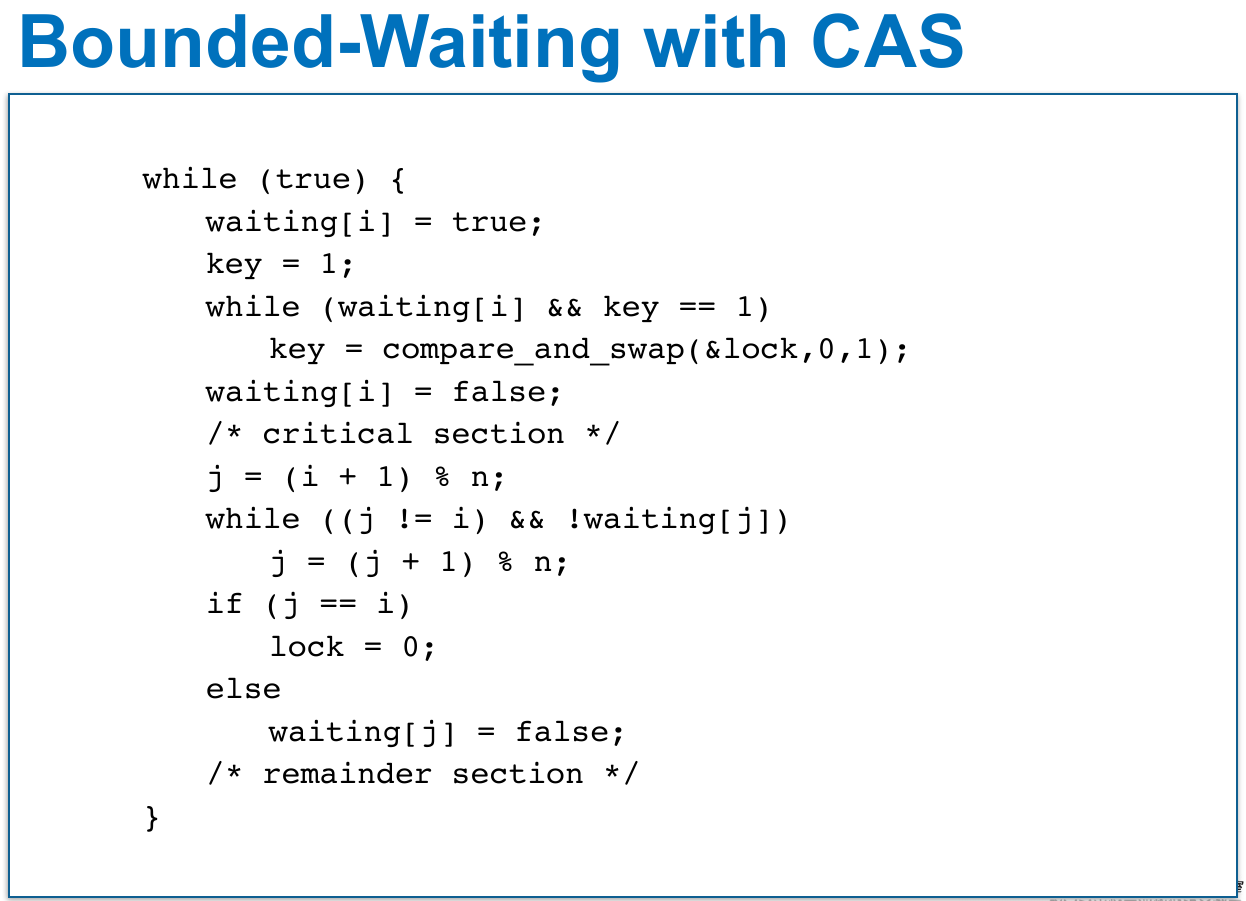 Bounded-Waiting with CAS
while (true) {
waiting[i] = true;
key = 1;
while (waiting[i] && key == 1)
key = compare_and_swap(&lock,0,1);
waiting[i] = false;
/* critical section */
j = (i + 1) % n;
while ((j != i) && !waiting[j])
j = (j + 1) % n;
if (j == i)
lock = 0;
else
waiting[j] = false;
/* remainder section */
}